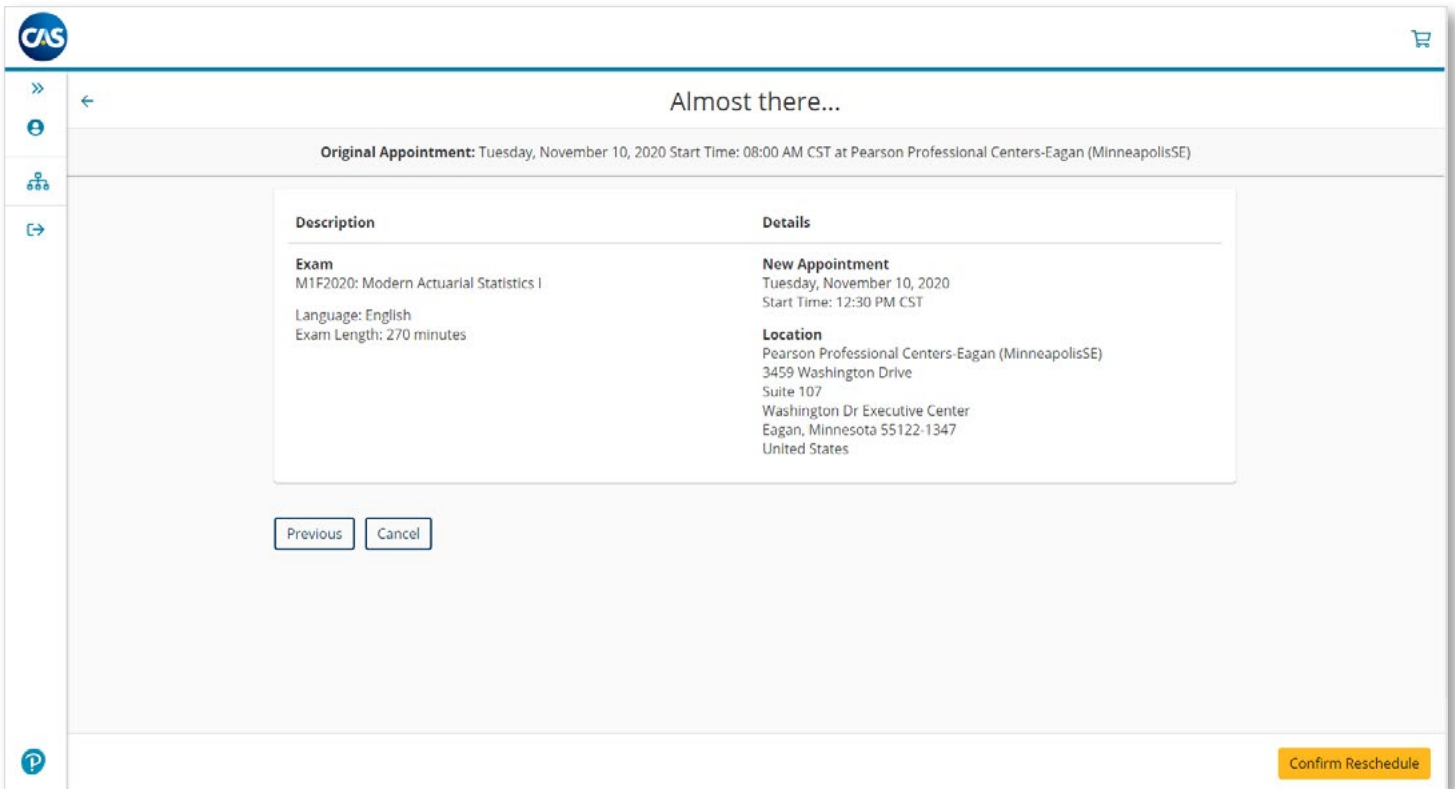 CAS
Almost there...
Original Appointment: Tuesday, November 10, 2020 Start Time: 08:00 AM CST at Pearson Professional Centers-Eagan (MinneapolisSE)
Description
Details
Exam
M1F2020: Modern Actuarial Statistics I
Language: English
Exam Length: 270 minutes
New Appointment
Tuesday, November 10, 2020
Start Time: 12:30 PM CST
Location
Pearson Professional Centers-Eagan (MinneapolisSE)
3459 Washington Drive
Suite 107
Washington Dr Executive Center
Eagan, Minnesota 55122-1347
United States
Previous
Cancel
Confirm Reschedule